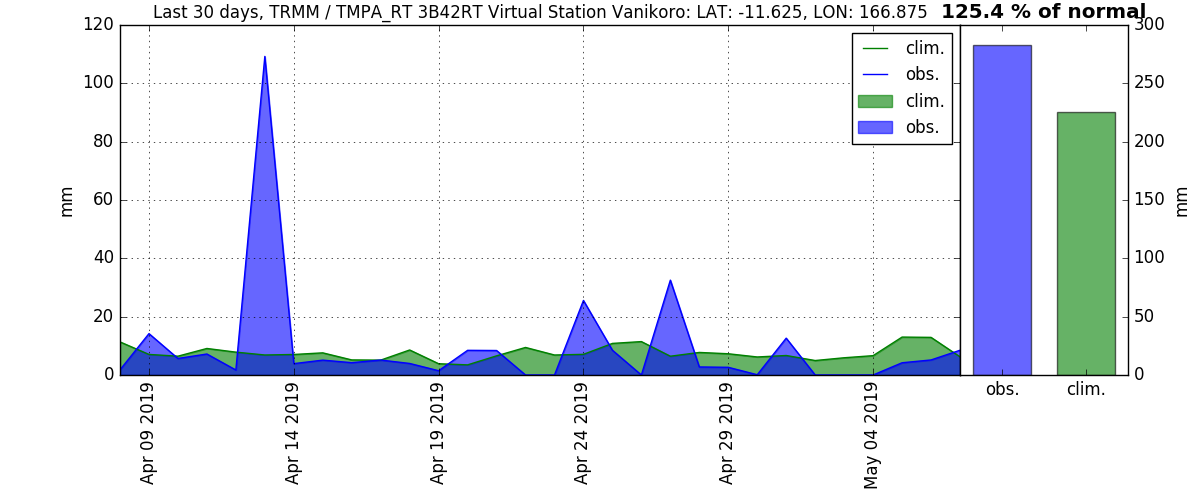 Last 30 days, TRMM / TMPA_RT 3B42RT Virtual Station Vanikoro: LAT: -11.625, LON: 166.875 125.4 % of normal
120
100
80
60
40
20
0
mm
clim.
obs.
clim.
obs.
300
250
200
150
100
50
0
mm
Apr 09 2019
Apr 14 2019
Apr 19 2019
Apr 24 2019
Apr 29 2019
May 04 2019
obs.
clim.